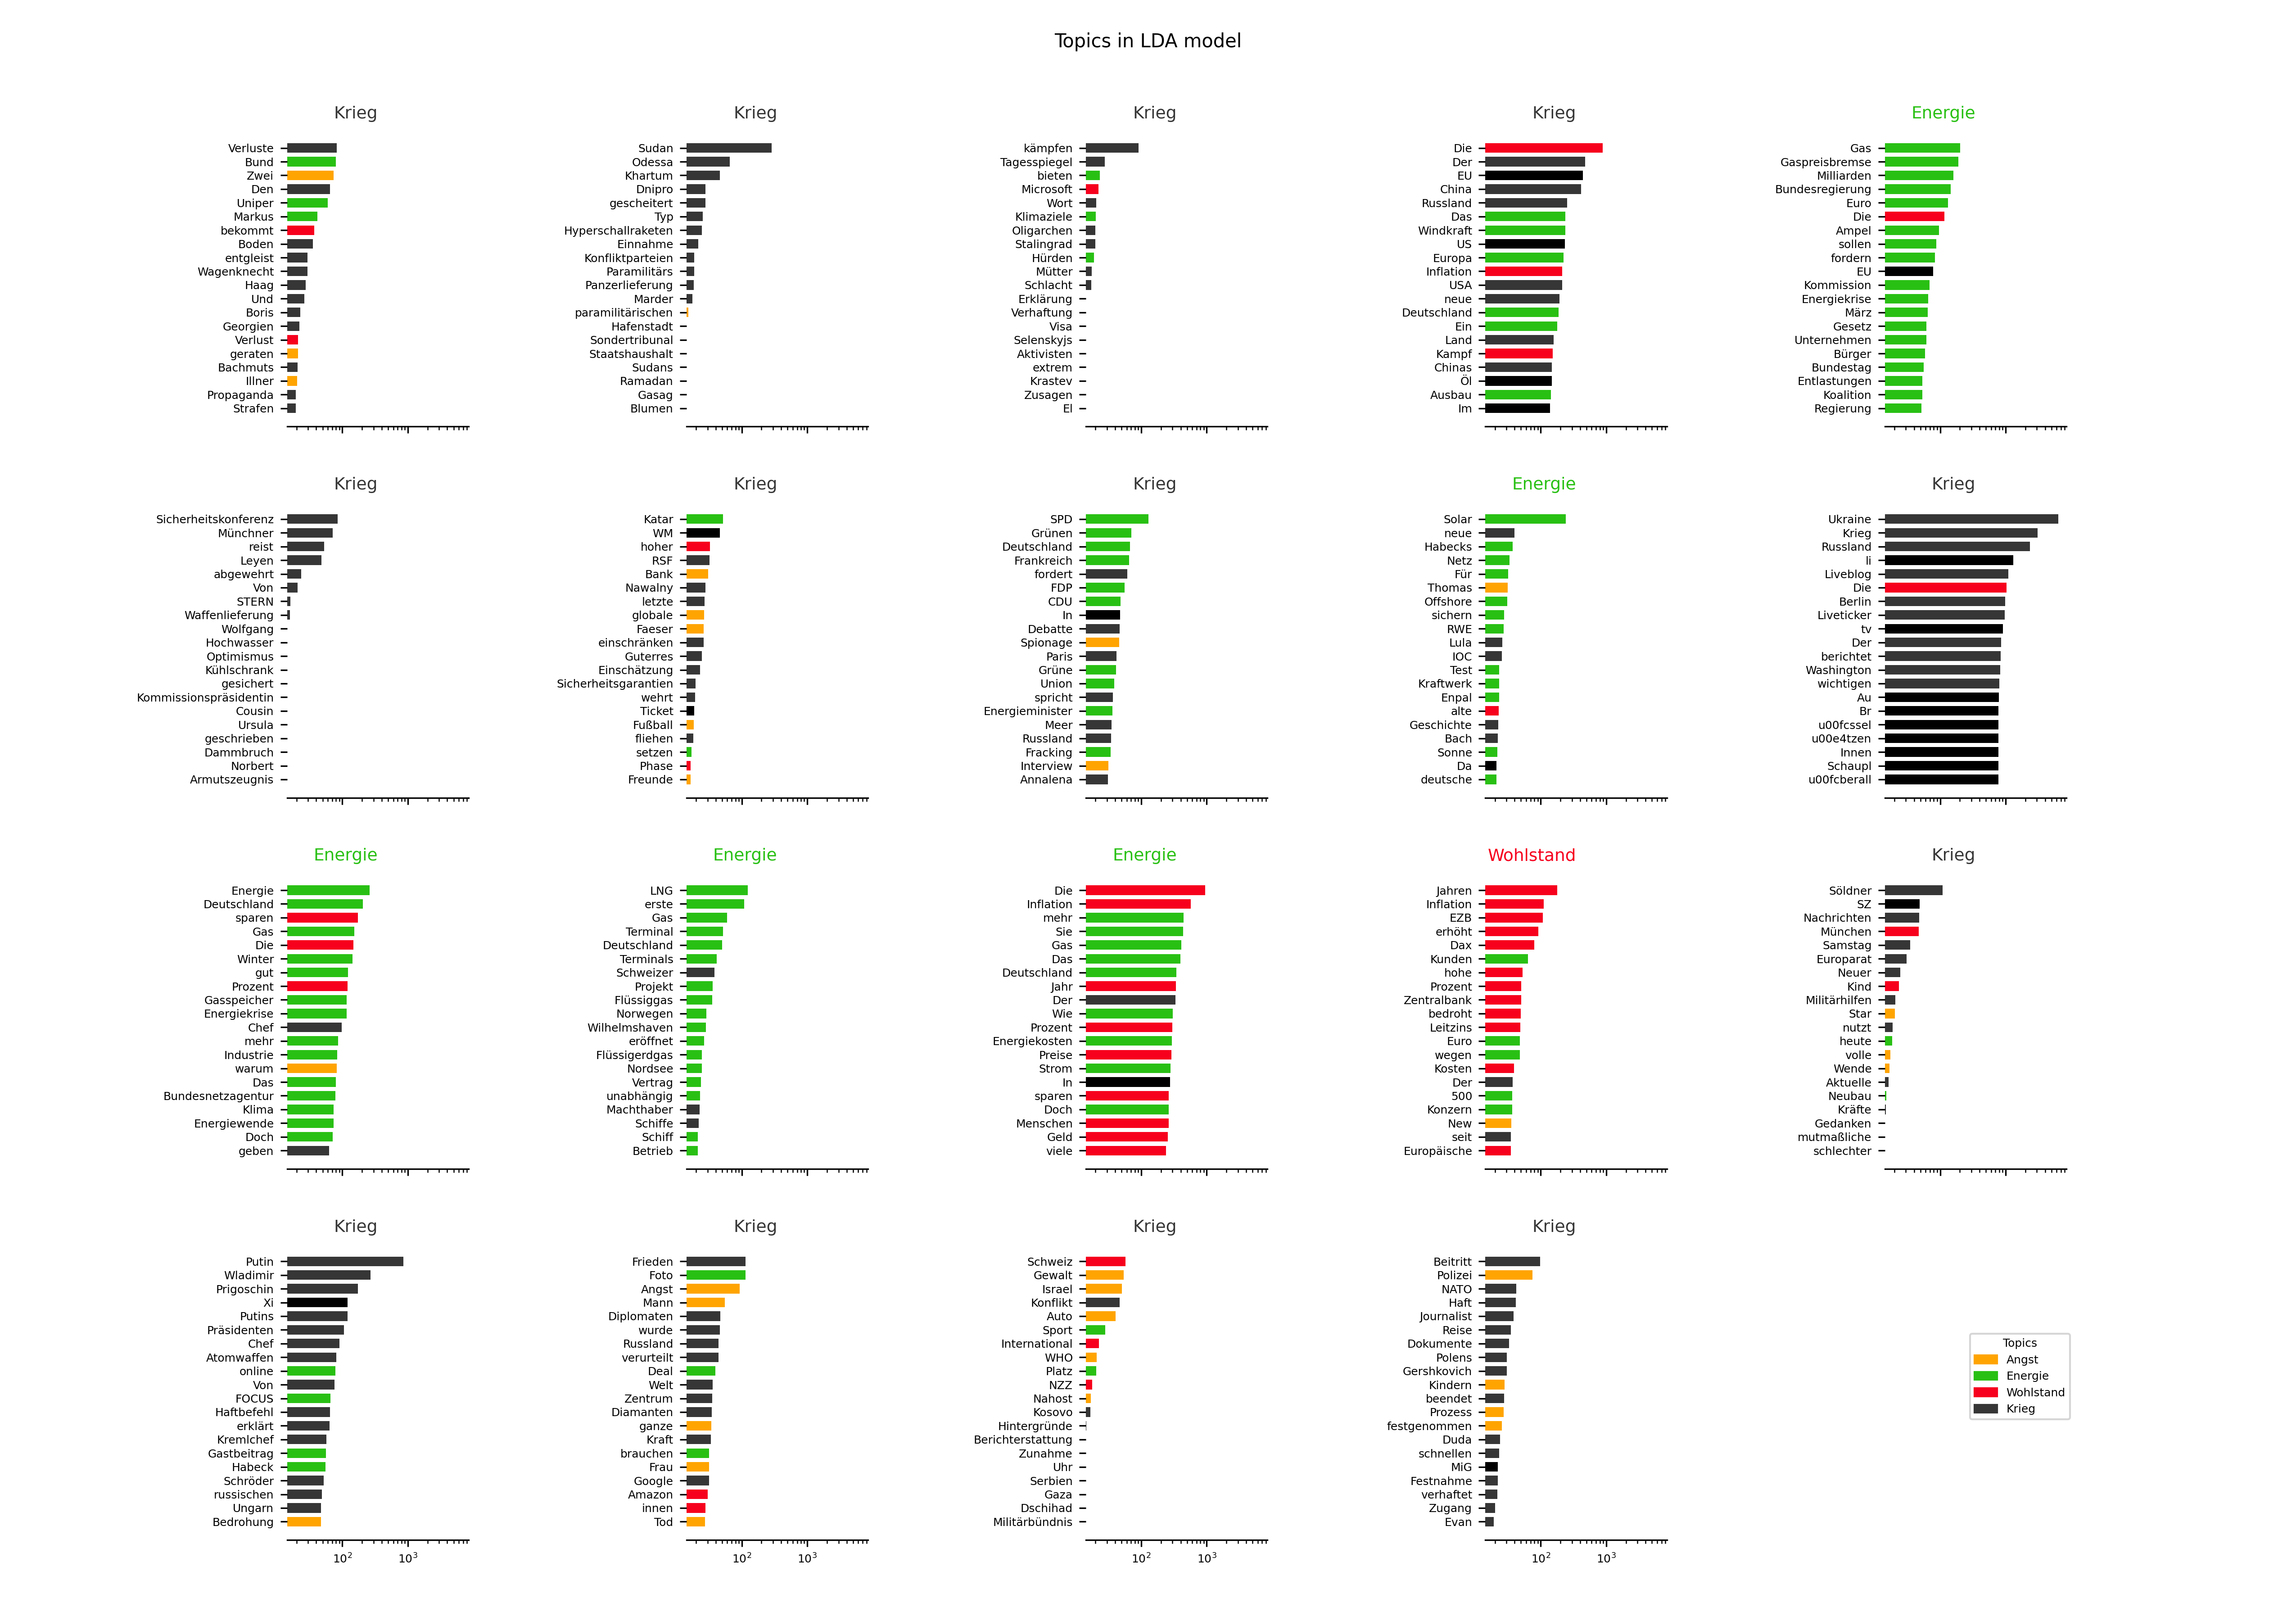 Topics in LDA model
Krieg
Verluste
Bund
Zwei
Den
Uniper
Markus
bekommt
Boden
entgleist
Wagenknecht
Haag
Und
Boris
Georgien
Verlust
geraten
Bachmuts
Illner
Propaganda
Strafen
Krieg
Sudan
Odessa
Khartum
Dnipro
gescheitert
Typ
Hyperschallraketen
Einnahme
Konfliktparteien
Paramilitärs
Panzerlieferung
Marder
paramilitärischen
Hafenstadt
Sondertribunal
Staatshaushalt
Sudans
Ramadan
Gasag
Blumen
Krieg
kämpfen
Tagesspiegel
bieten
Microsoft
Wort
Klimaziele
Oligarchen
Stalingrad
Hürden
Mütter
Schlacht
Erklärung
Verhaftung
Visa
Selenskyjs
Aktivisten
extrem
Krastev
Zusagen
El
Krieg
Die
Der
EU
China
Russland
Das
Windkraft
US
Europa
Inflation
USA
neue
Deutschland
Ein
Land
Kampf
Chinas
Öl
Ausbau
Im
Energie
Gas
Gaspreisbremse
Milliarden
Bundesregierung
Euro
Die
Ampel
sollen
fordern
EU
Kommission
Energiekrise
März
Gesetz
Unternehmen
Bürger
Bundestag
Entlastungen
Koalition
Regierung
Krieg
Sicherheitskonferenz
Münchner
reist
Leyen
abgewehrt
Von
STERN
Waffenlieferung
Wolfgang
Hochwasser
Optimismus
Kühlschrank
gesichert
Kommissionspräsidentin
Cousin
Ursula
geschrieben
Dammbruch
Norbert
Armutszeugnis
Krieg
Katar
WM
hoher
RSF
Bank
Nawalny
letzte
globale
Faeser
einschränken
Guterres
Einschätzung
Sicherheitsgarantien
wehrt
Ticket
Fußball
fliehen
setzen
Phase
Freunde
Krieg
SPD
Grünen
Deutschland
Frankreich
fordert
FDP
CDU
In
Debatte
Spionage
Paris
Grüne
Union
spricht
Energieminister
Meer
Russland
Fracking
Interview
Annalena
Energie
Solar
neue
Habecks
Netz
Für
Thomas
Offshore
sichern
RWE
Lula
IOC
Test
Kraftwerk
Enpal
alte
Geschichte
Bach
Sonne
Da
deutsche
Krieg
Ukraine
Krieg
Russland
li
Liveblog
Die
Berlin
Liveticker
tv
Der
berichtet
Washington
wichtigen
Au
Br
u00fcssel
u00e4tzen
Innen
Schaupl
u00fcberall
Energie
Energie
Deutschland
sparen
Gas
Die
Winter
gut
Prozent
Gasspeicher
Energiekrise
Chef
mehr
Industrie
warum
Das
Bundesnetzagentur
Klima
Energiewende
Doch
geben
Energie
LNG
erste
Gas
Terminal
Deutschland
Terminals
Schweizer
Projekt
Flüssiggas
Norwegen
Wilhelmshaven
eröffnet
Flüssigerdgas
Nordsee
Vertrag
unabhängig
Machthaber
Schiffe
Schiff
Betrieb
Energie
Die
Inflation
mehr
Sie
Gas
Das
Deutschland
Jahr
Der
Wie
Prozent
Energiekosten
Preise
Strom
In
sparen
Doch
Menschen
Geld
viele
Wohlstand
Jahren
Inflation
EZB
erhöht
Dax
Kunden
hohe
Prozent
Zentralbank
bedroht
Leitzins
Euro
wegen
Kosten
Der
500
Konzern
New
seit
Europäische
Krieg
Söldner
SZ
Nachrichten
München
Samstag
Europarat
Neuer
Kind
Militärhilfen
Star
nutzt
heute
volle
Wende
Aktuelle
Neubau
Kräfte
Gedanken
mutmaßliche
schlechter
Krieg
Putin
Wladimir
Prigoschin
Xi
Putins
Präsidenten
Chef
Atomwaffen
online
Von
FOCUS
Haftbefehl
erklärt
Kremlchef
Gastbeitrag
Habeck
Schröder
russischen
Ungarn
Bedrohung
10² 10³
Krieg
Frieden
Foto
Angst
Mann
Diplomaten
wurde
Russland
verurteilt
Deal
Welt
Zentrum
Diamanten
ganze
Kraft
brauchen
Frau
Google
Amazon
innen
Tod
10² 10³
Krieg
Schweiz
Gewalt
Israel
Konflikt
Auto
Sport
International
WHO
Platz
NZZ
Nahost
Kosovo
Hintergründe
Berichterstattung
Zunahme
Uhr
Serbien
Gaza
Dschihad
Militärbündnis
10² 10³
Krieg
Beitritt
Polizei
NATO
Haft
Journalist
Reise
Dokumente
Polens
Gershkovich
Kindern
beendet
Prozess
festgenommen
Duda
schnellen
MiG
Festnahme
verhaftet
Zugang
Evan
10² 10³
Topics
Angst
Energie
Wohlstand
Krieg